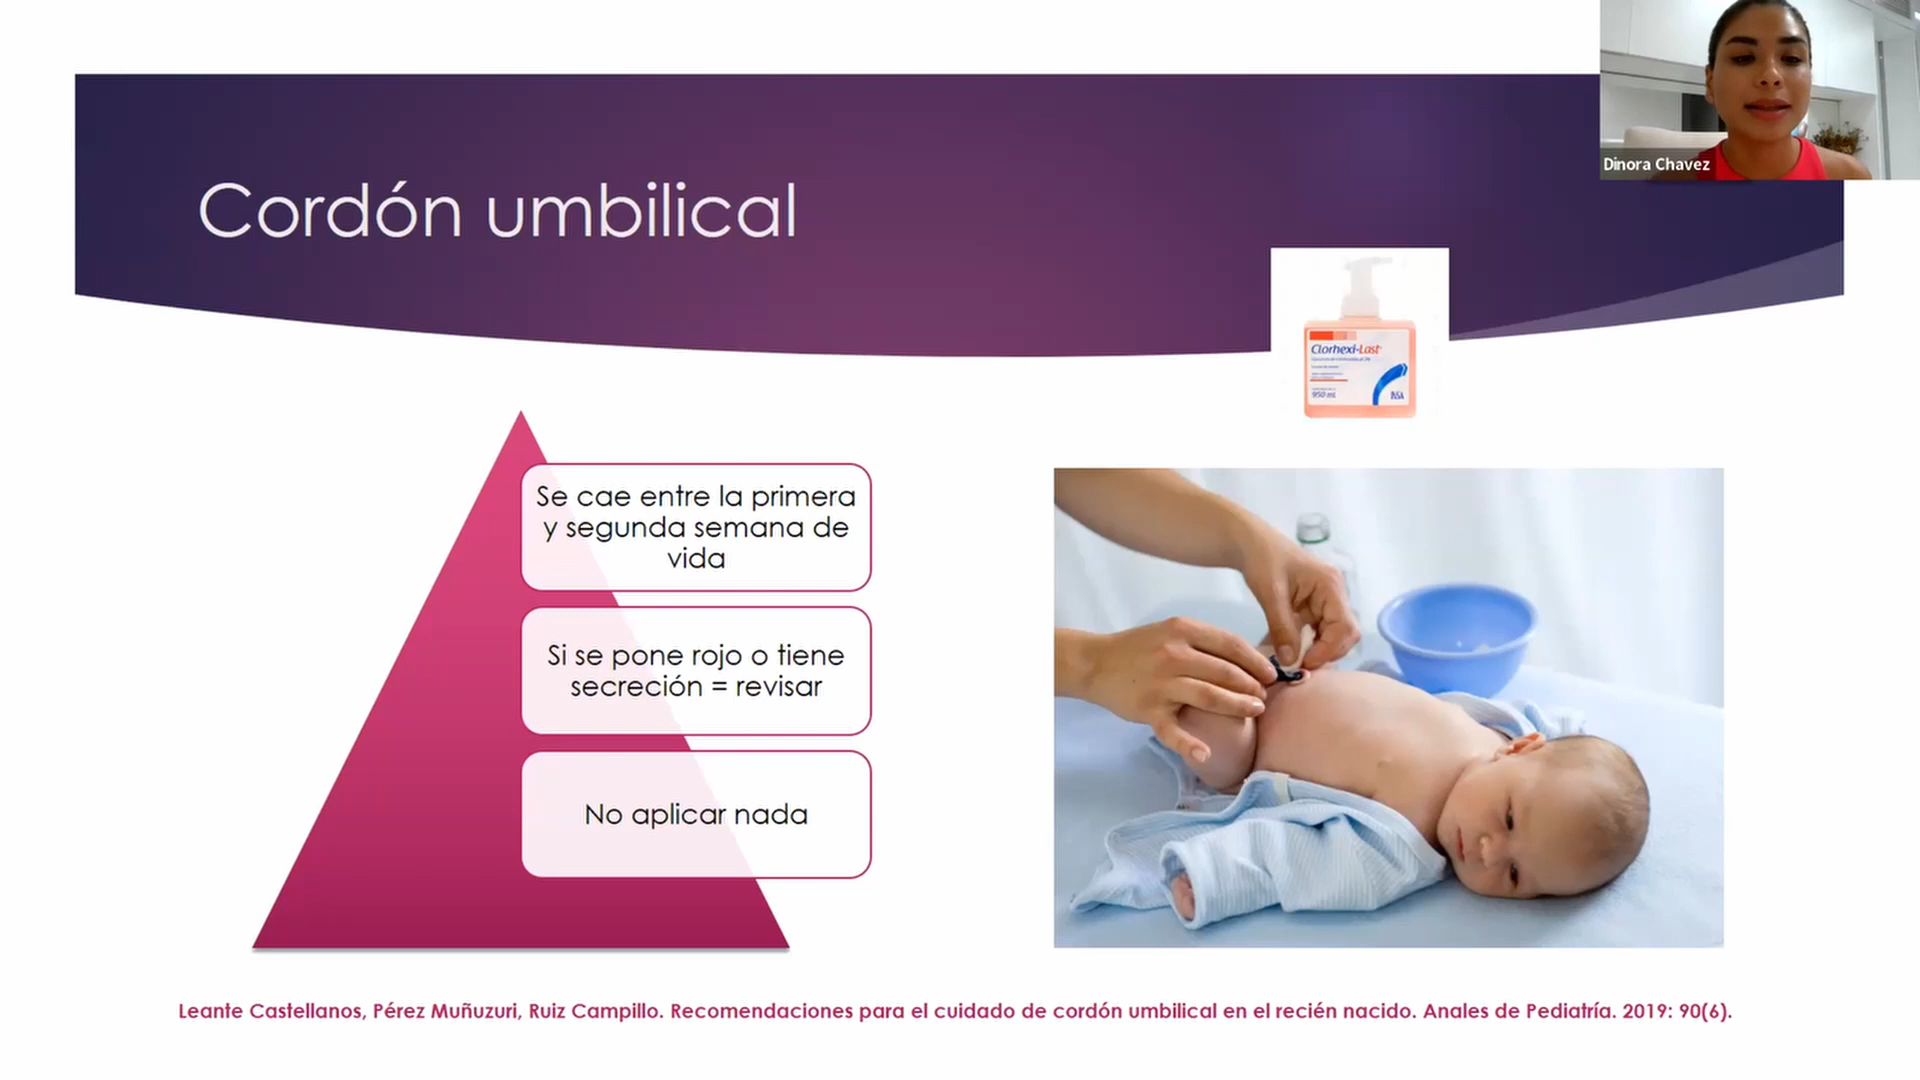 Dinora Chavez
Cordón umbilical
Clorhexi-Last
950 ml
PiSA
Se cae entre la primera
y segunda semana de
vida
Si se pone rojo o tiene
secreción = revisar
No aplicar nada
Leante Castellanos, Pérez Muñuzuri, Ruiz Campillo. Recomendaciones para el cuidado de cordón umbilical en el recién nacido. Anales de Pediatría. 2019: 90(6).